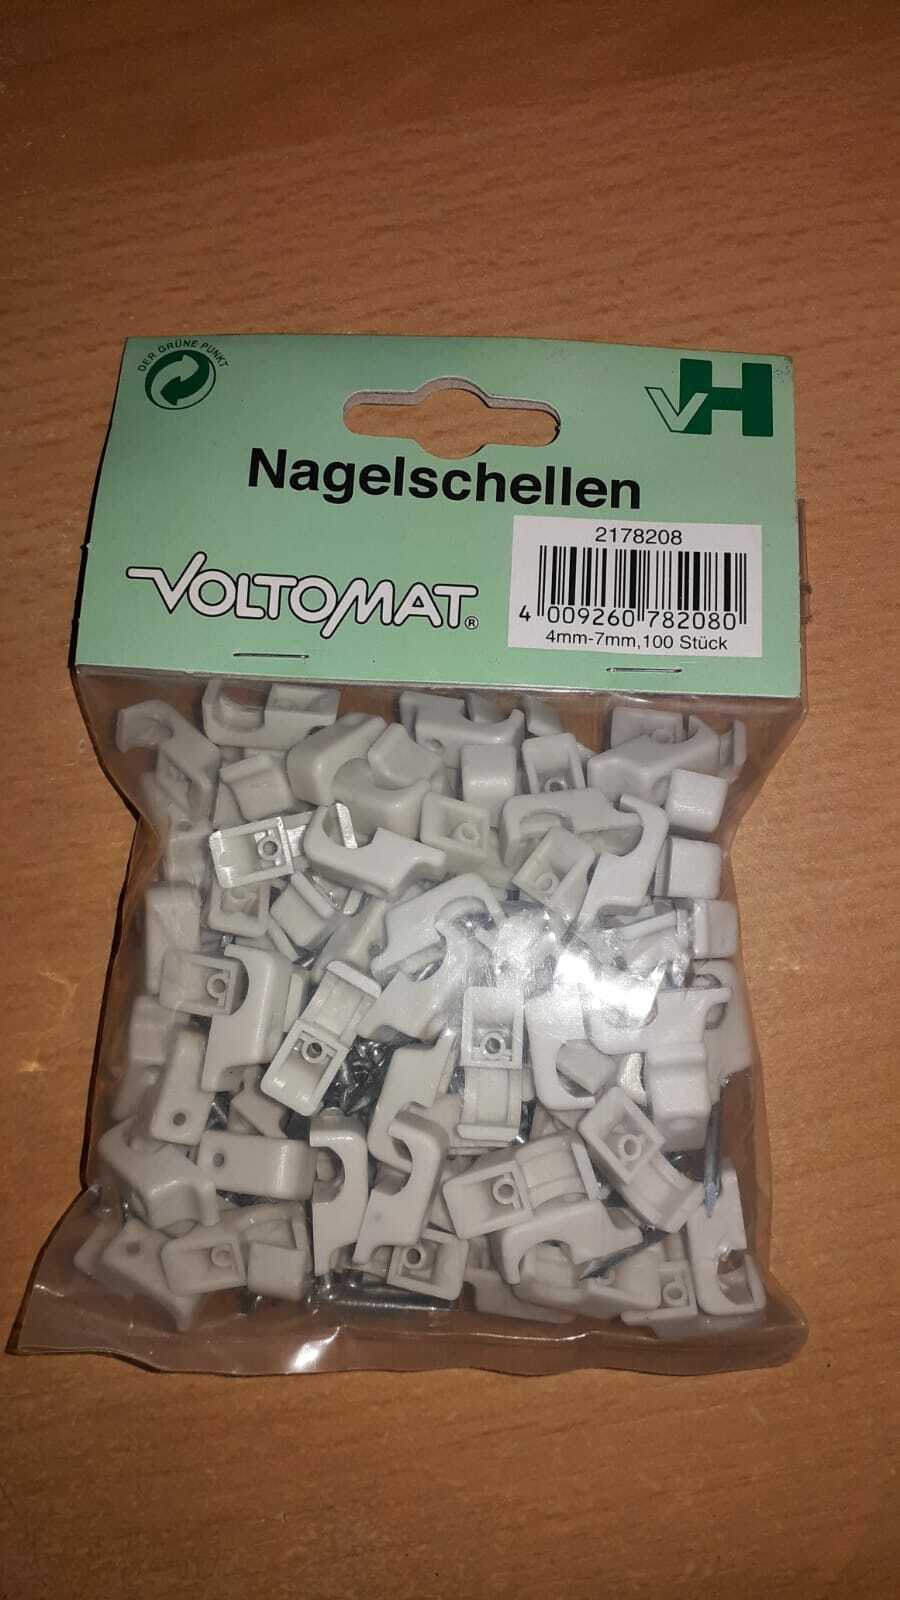 DER GRÜNE PUNKT
VH
Nagelschellen
VOLTOMAT®
2178208
4 009260 782080
4mm-7mm,100 Stück